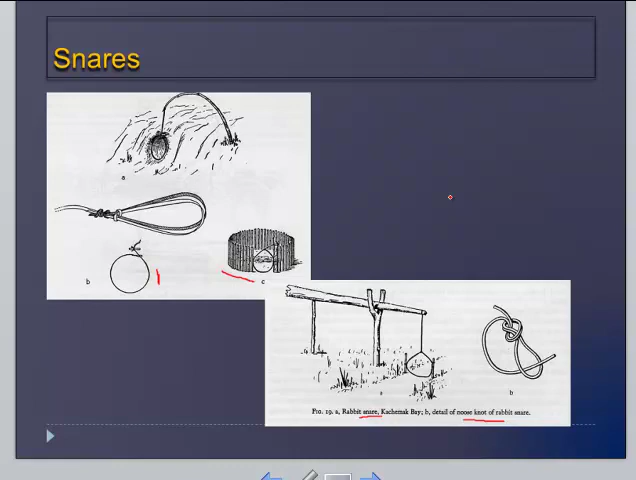 Snares
a
b
c
a
b
FIG. 19. a, Rabbit snare, Kachemak Bay; b, detail of noose knot of rabbit snare.